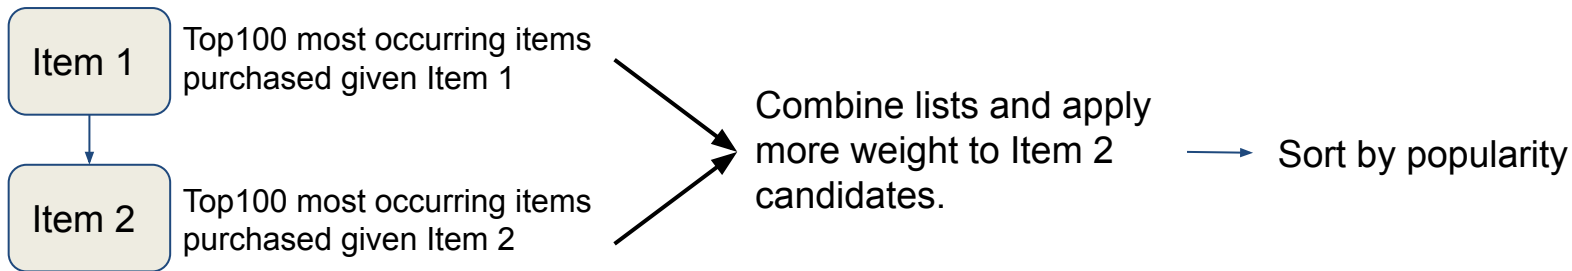 Item 1
Top100 most occurring items
purchased given Item 1
Item 2
Top100 most occurring items
purchased given Item 2
Combine lists and apply
more weight to Item 2
candidates.
Sort by popularity